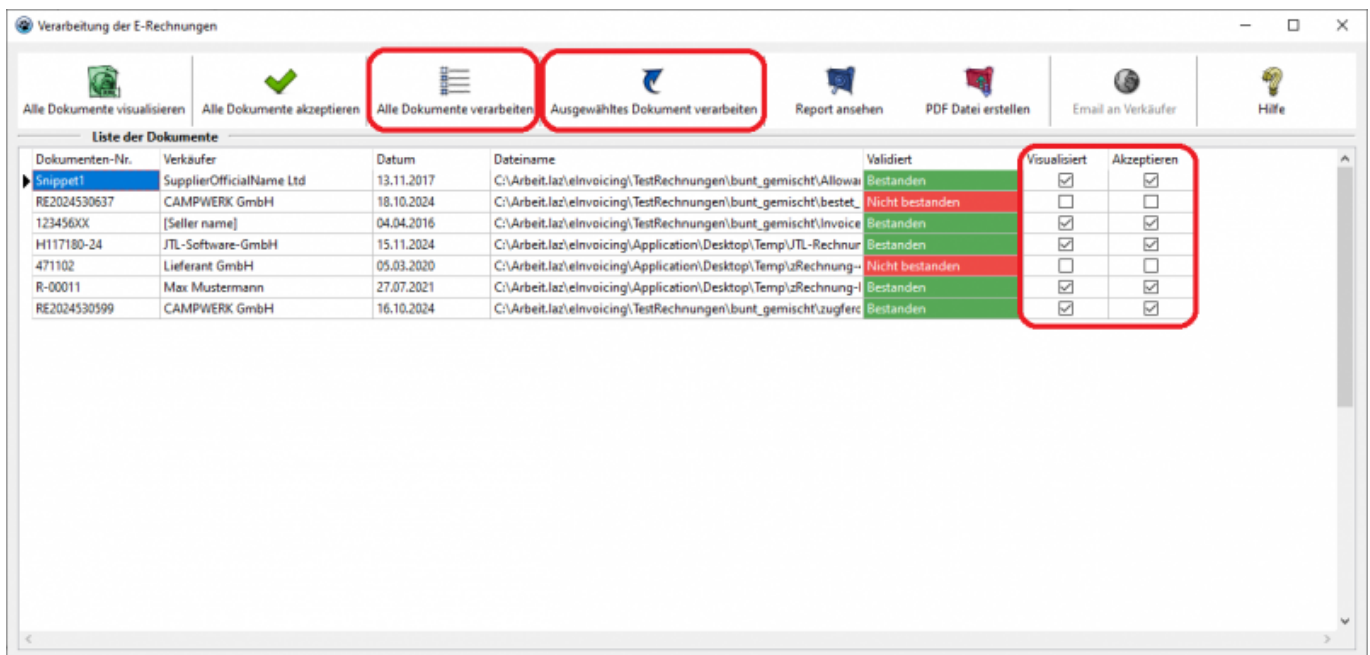 Verarbeitung der E-Rechnungen
Alle Dokumente visualisieren Alle Dokumente akzeptieren Alle Dokumente verarbeiten Ausgewähltes Dokument verarbeiten Report ansehen PDF Datei erstellen Email an Verkäufer Hilfe
Liste der Dokumente
Dokumenten-Nr. Verkäufer Datum Dateiname Validiert Visualisiert Akzeptieren
Snippet1 SupplierOfficialName Ltd 13.11.2017 C:\Arbeit.laz\eInvoicing\TestRechnungen\bunt_gemischt\Allowa Bestanden
RE2024530637 CAMPWERK GmbH 18.10.2024 C:\Arbeit.laz\eInvoicing\TestRechnungen\bunt_gemischt\bestet_ Nicht bestanden
123456XX [Seller name] 04.04.2016 C:\Arbeit.laz\eInvoicing\TestRechnungen\bunt_gemischt\Invoice Bestanden
H117180-24 JTL-Software-GmbH 15.11.2024 C:\Arbeit.laz\eInvoicing\Application\Desktop\Temp\JTL-Rechnur Bestanden
471102 Lieferant GmbH 05.03.2020 C:\Arbeit.laz\eInvoicing\Application\Desktop\Temp\zRechnung- Nicht bestanden
R-00011 Max Mustermann 27.07.2021 C:\Arbeit.laz\eInvoicing\Application\Desktop\Temp\zRechnung- Bestanden
RE2024530599 CAMPWERK GmbH 16.10.2024 C:\Arbeit.laz\eInvoicing\TestRechnungen\bunt_gemischt\zugferc Bestanden